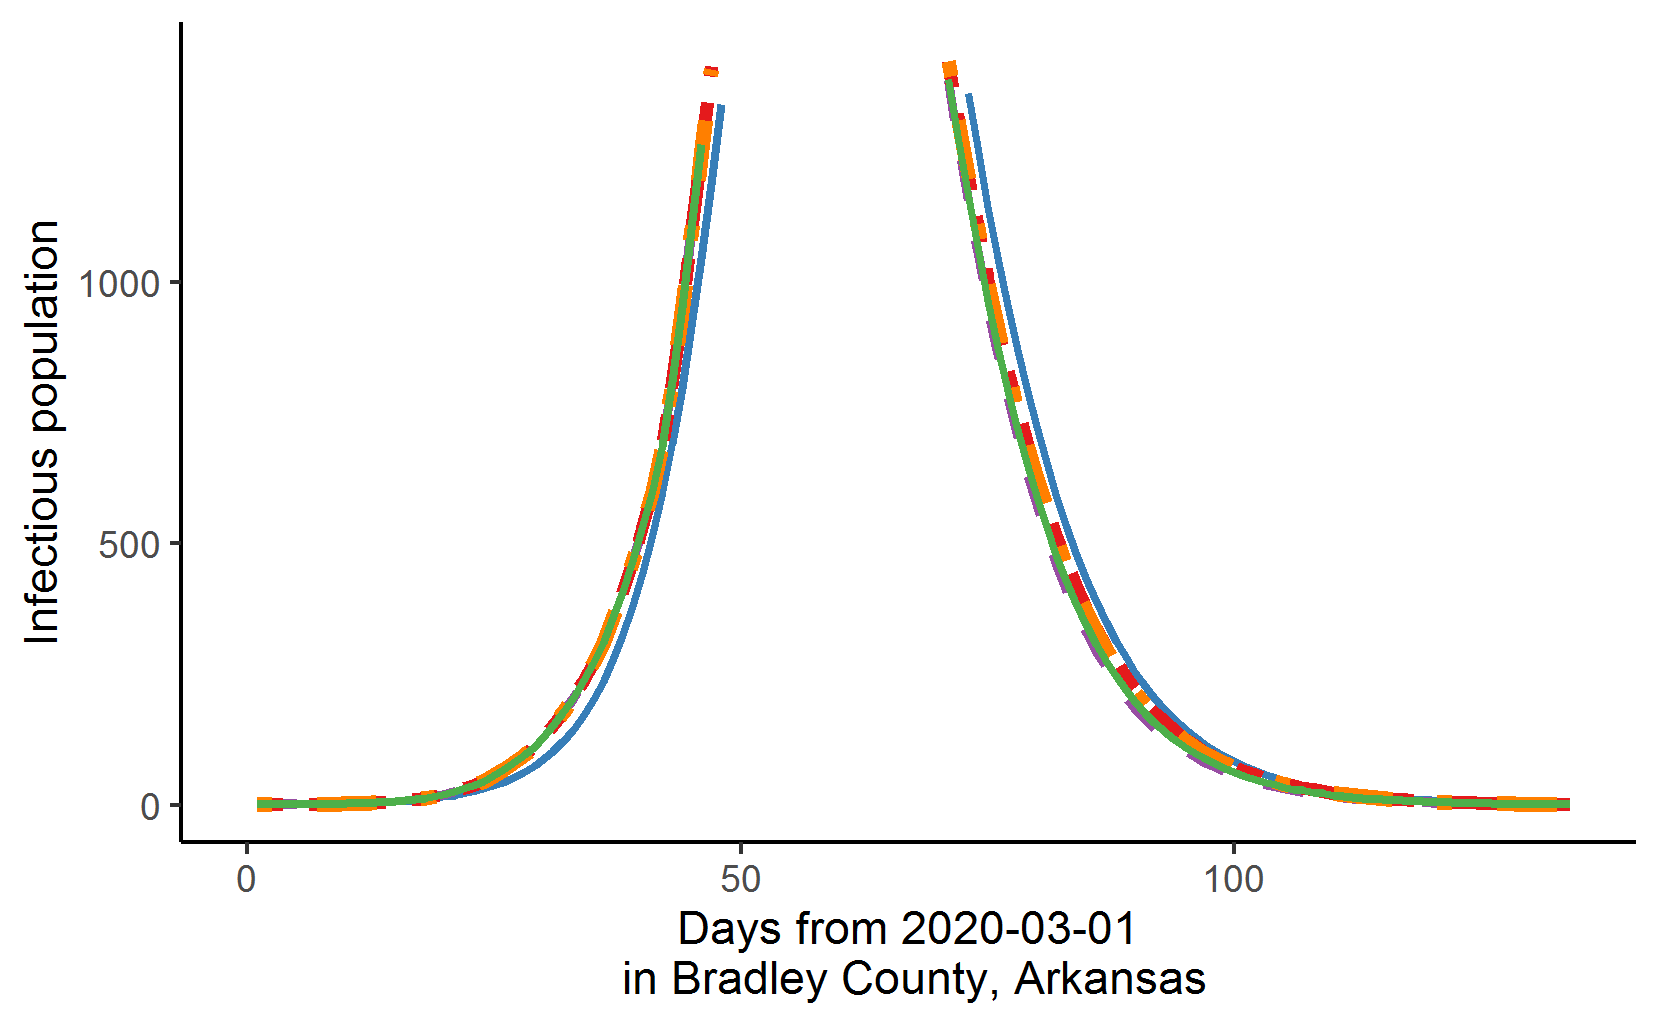 Infectious population
1000
500
0
0
50
100
Days from 2020-03-01
in Bradley County, Arkansas